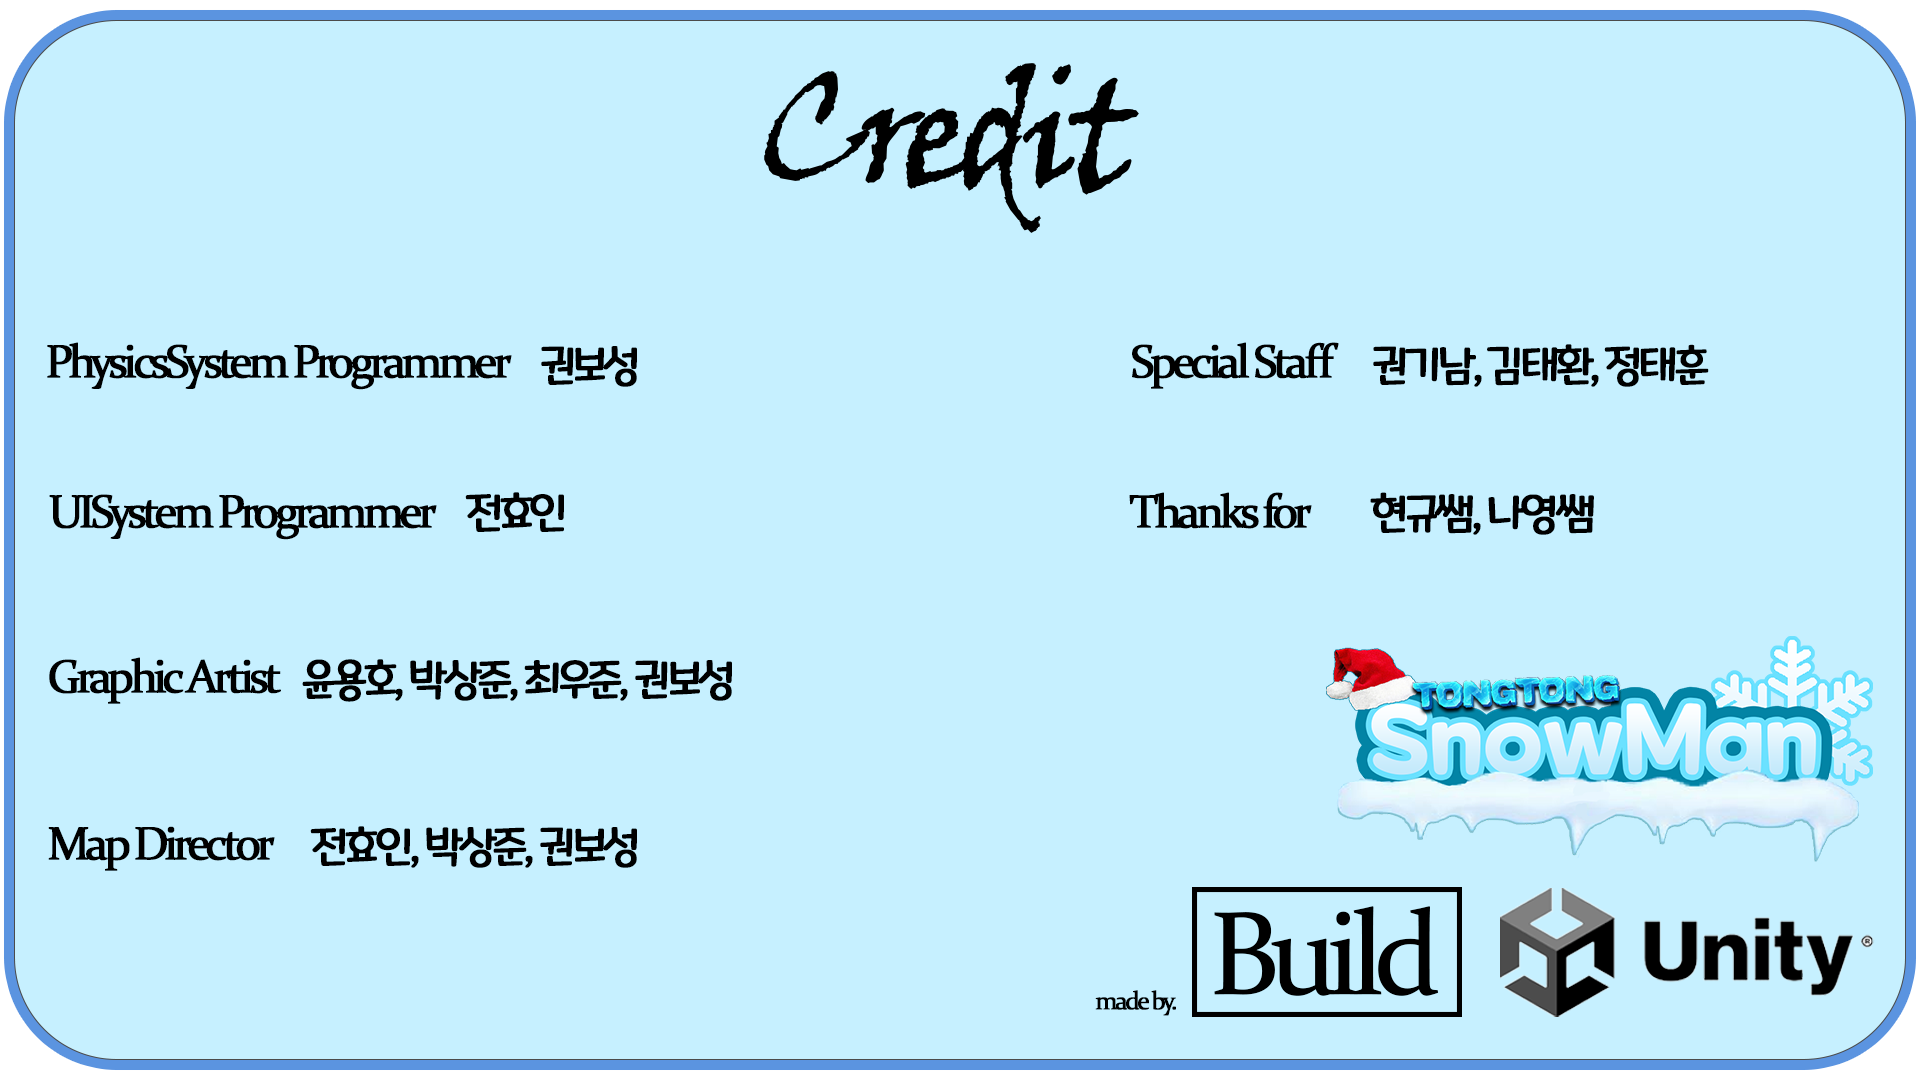 Credit
PhysicsSystem Programmer 권보성
UISystem Programmer 전효인
Graphic Artist 윤용호, 박상준, 최우준, 권보성
Map Director 전효인, 박상준, 권보성
Special Staff 권기남, 김태환, 정태훈
Thanks for 현규쌤, 나영쌤
TONGTONG
SnowMan
made by. Build
Unity®